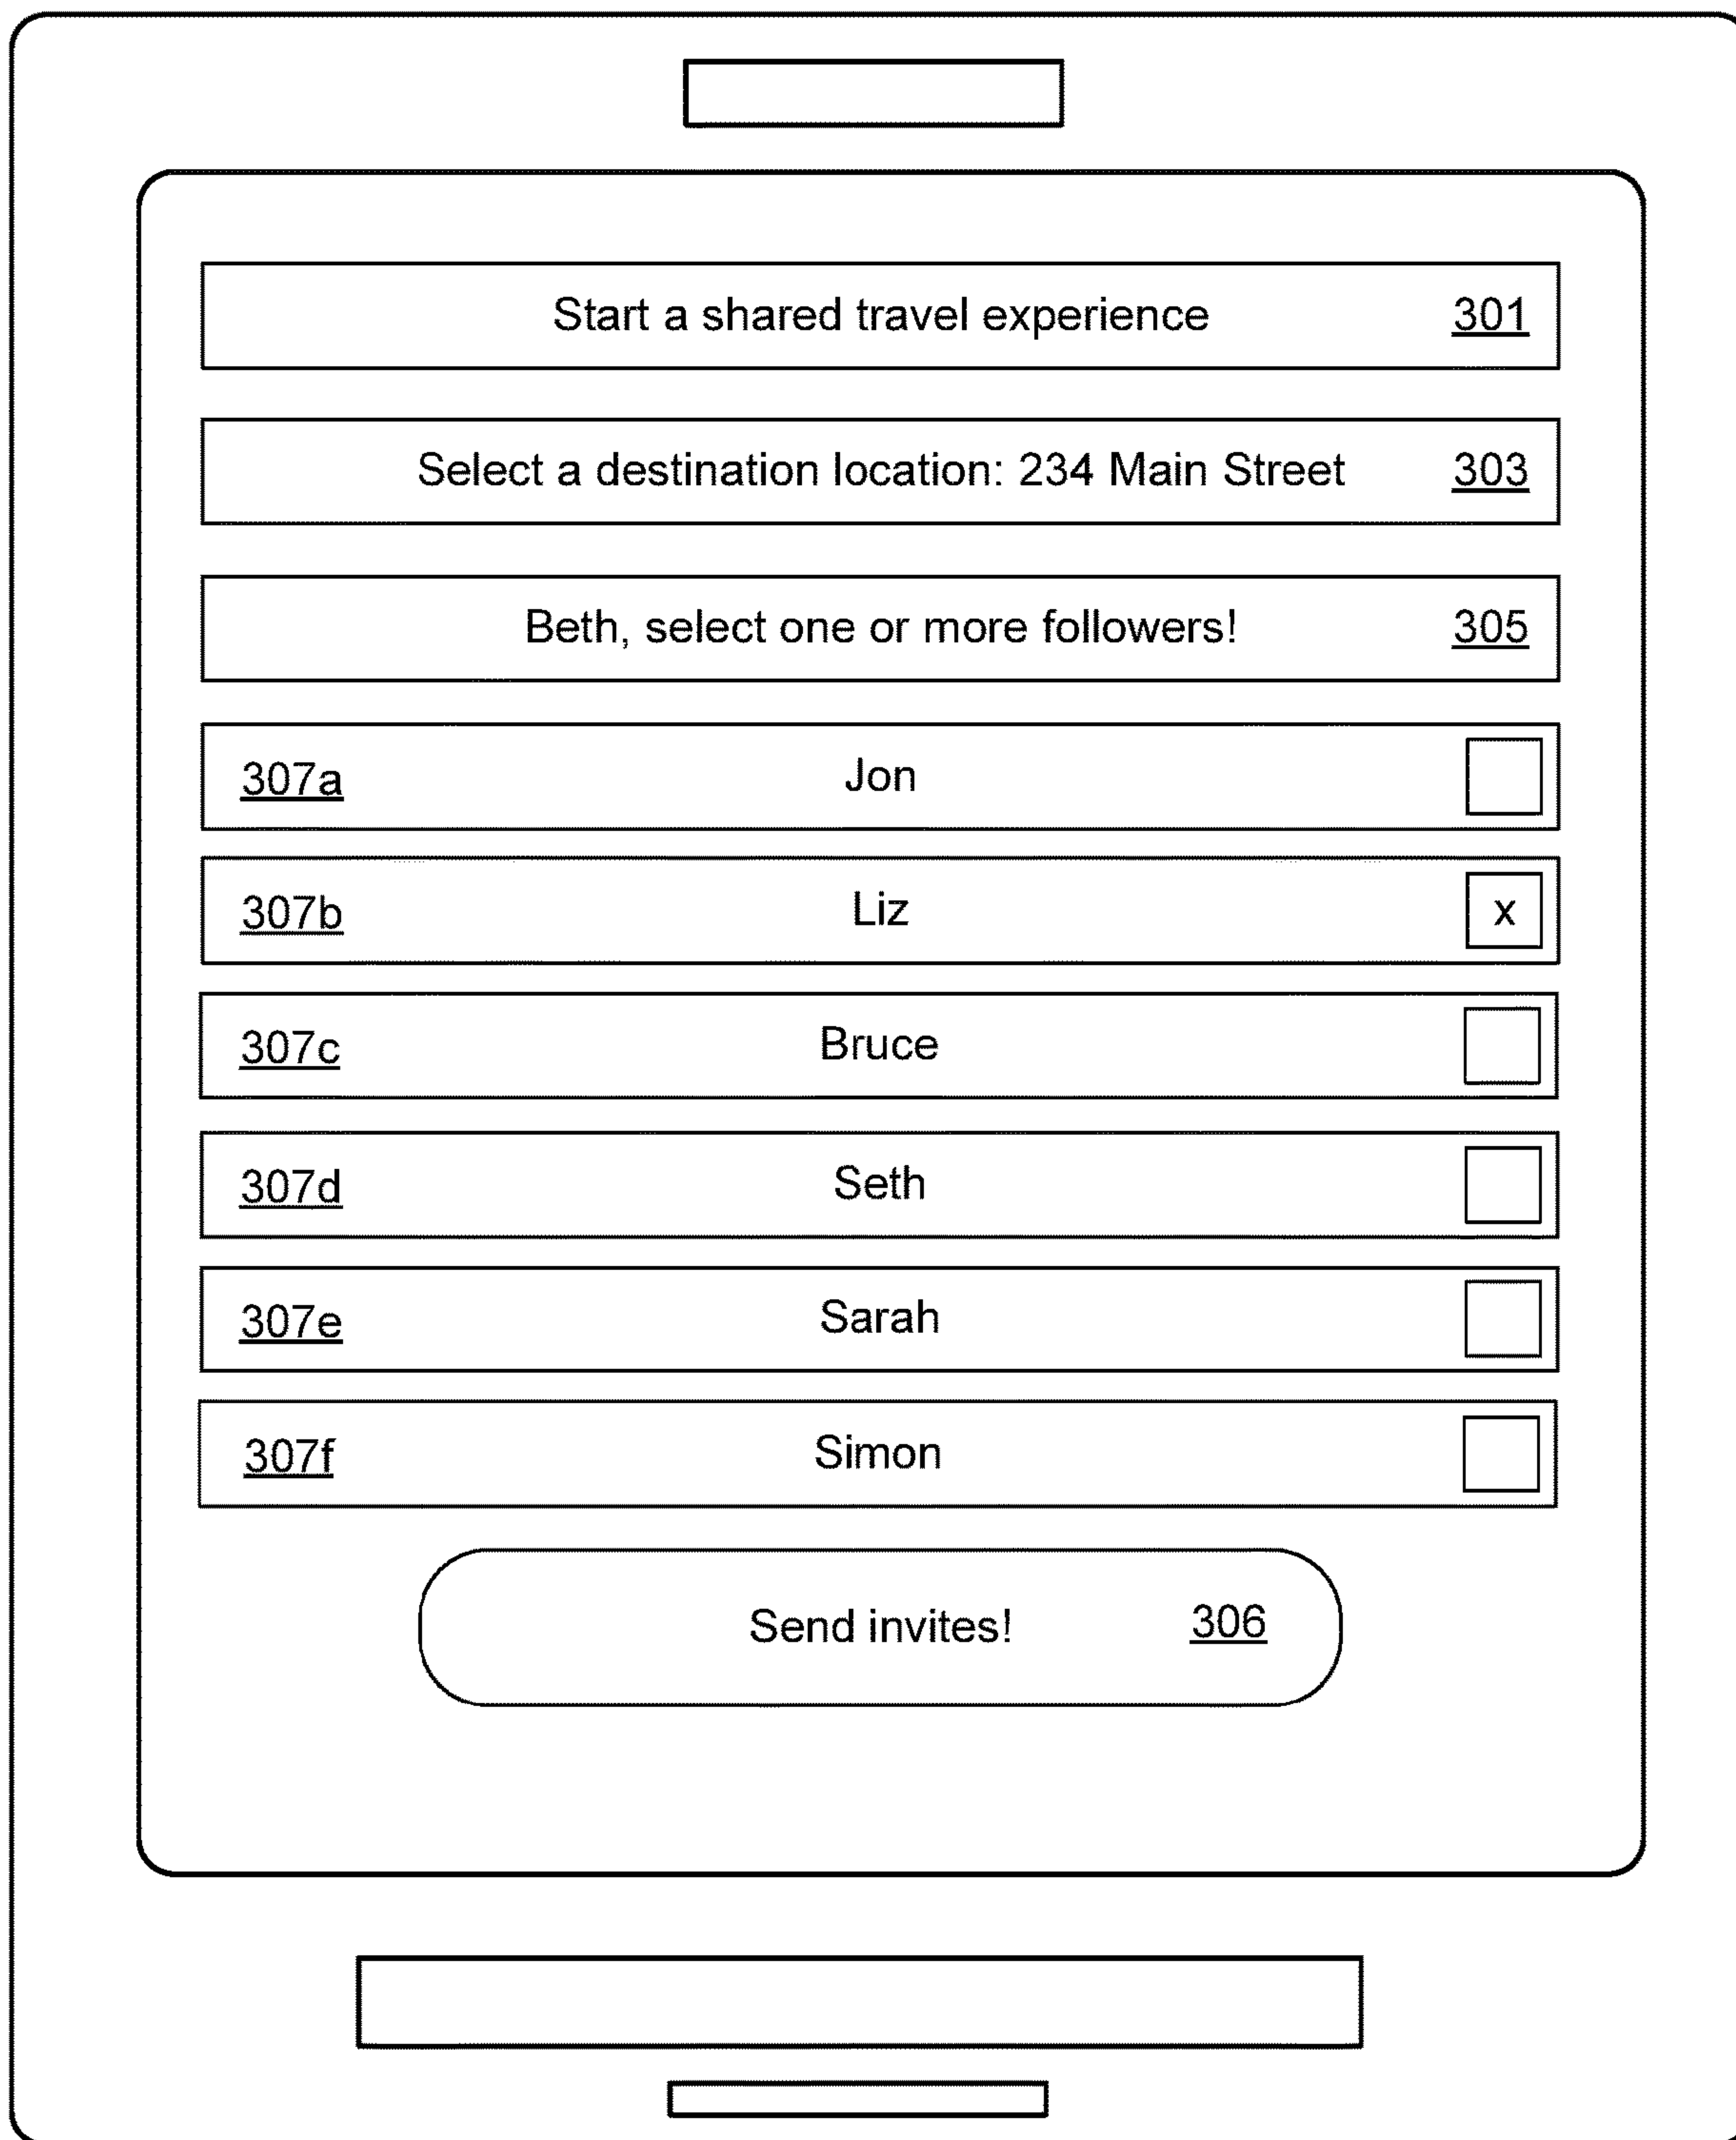 Start a shared travel experience 301
Select a destination location: 234 Main Street 303
Beth, select one or more followers! 305
307a Jon
307b Liz x
307c Bruce
307d Seth
307e Sarah
307f Simon
Send invites! 306